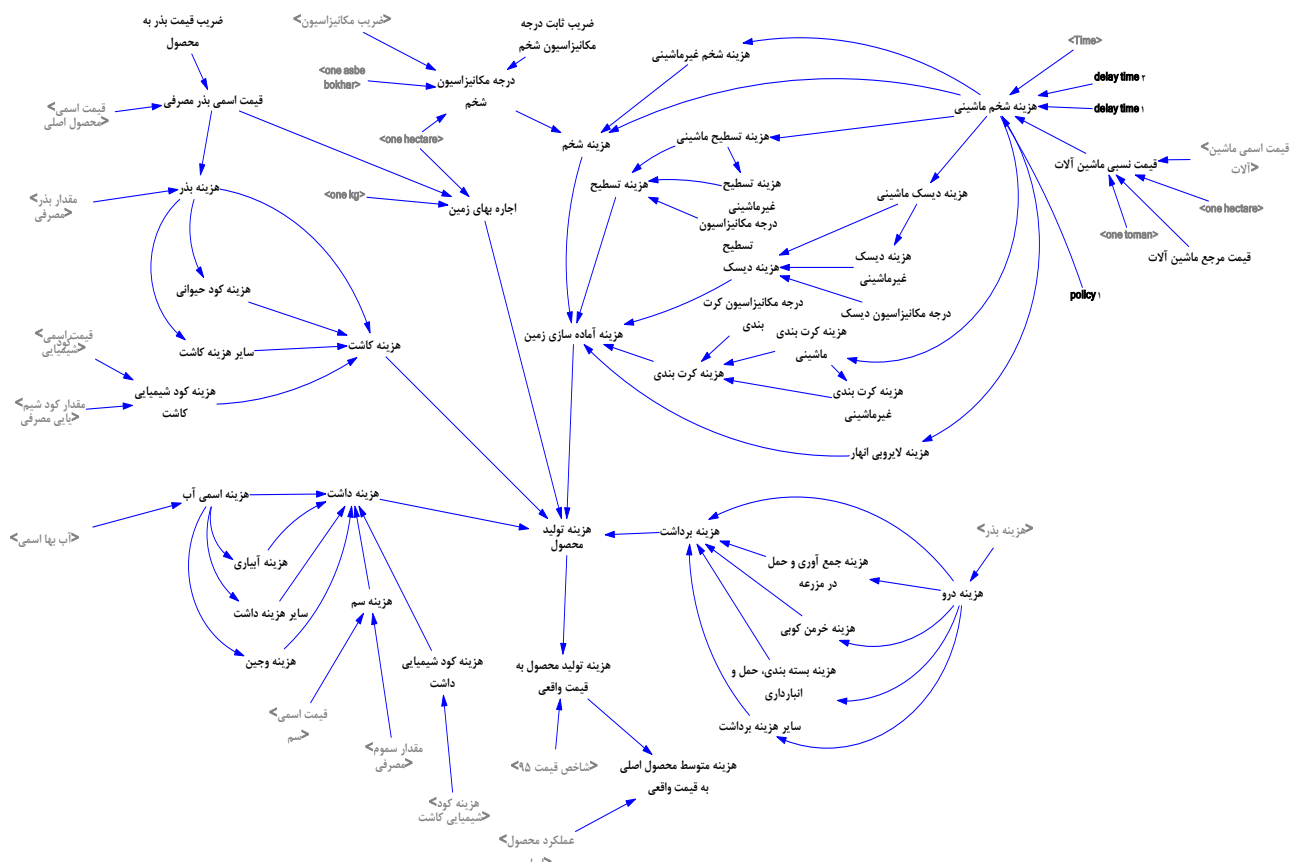 ضریب قیمت بذر به
محصول
<ضریب مکانیزاسیون>
ضریب ثابت درجه
مکانیزاسیون شخم
<one asbe
bokhar>
درجه مکانیزاسیون
شخم
<قیمت اسمی
محصول اصلی>
قیمت اسمی بذر مصرفی
<one hectare>
هزینه شخم غیرماشینی
<Time>
delay time ۲
delay time ۱
هزینه شخم ماشینی
هزینه شخم
هزینه تسطیح ماشینی
<قیمت اسمی ماشین
آلات>
قیمت نسبی ماشین آلات
<one hectare>
<one toman>
قیمت مرجع ماشین آلات
policy ۱
<مقدار بذر
مصرفی>
هزینه بذر
<one kg>
اجاره بهای زمین
هزینه تسطیح
هزینه تسطیح
غیرماشینی
درجه مکانیزاسیون
تسطیح
هزینه دیسک ماشینی
هزینه دیسک
هزینه دیسک
غیرماشینی
درجه مکانیزاسیون دیسک
هزینه کود حیوانی
درجه مکانیزاسیون کرت
بندی
هزینه کرت بندی
ماشینی
هزینه آماده سازی زمین
هزینه کرت بندی
هزینه کرت بندی
غیرماشینی
هزینه لایروبی انهار
<قیمت اسمی
کود
شیمیایی>
سایر هزینه کاشت
هزینه کاشت
هزینه کود شیمیایی
کاشت
<مقدار کود شیم
یایی مصرفی>
هزینه اسمی آب
هزینه داشت
<آب بها اسمی>
هزینه تولید
محصول
هزینه برداشت
<هزینه بذر>
هزینه آبیاری
سایر هزینه داشت
هزینه وجین
هزینه سم
هزینه کود شیمیایی
داشت
هزینه جمع آوری و حمل
در مزرعه
هزینه درو
هزینه خرمن کوبی
هزینه بسته بندی، حمل و
انبارداری
سایر هزینه برداشت
<قیمت اسمی
سم>
<مقدار سموم
مصرفی>
<هزینه کود
شیمیایی کاشت>
هزینه تولید محصول به
قیمت واقعی
<شاخص قیمت ۹۵>
هزینه متوسط محصول اصلی
به قیمت واقعی
<عملکرد محصول